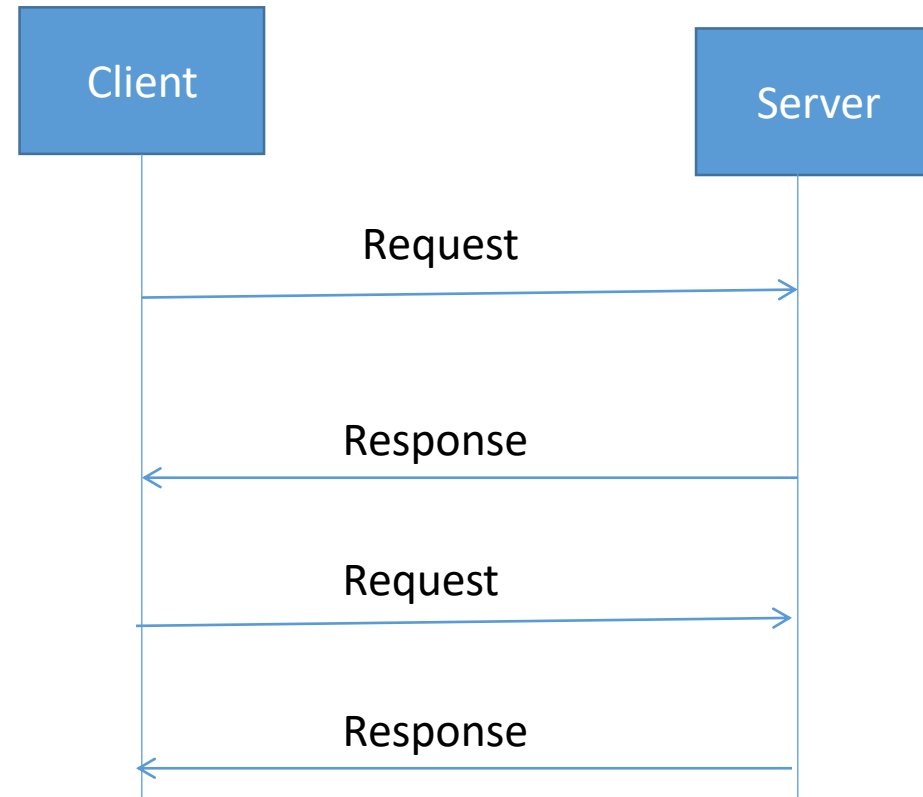 Client
Server
Request
Response
Request
Response